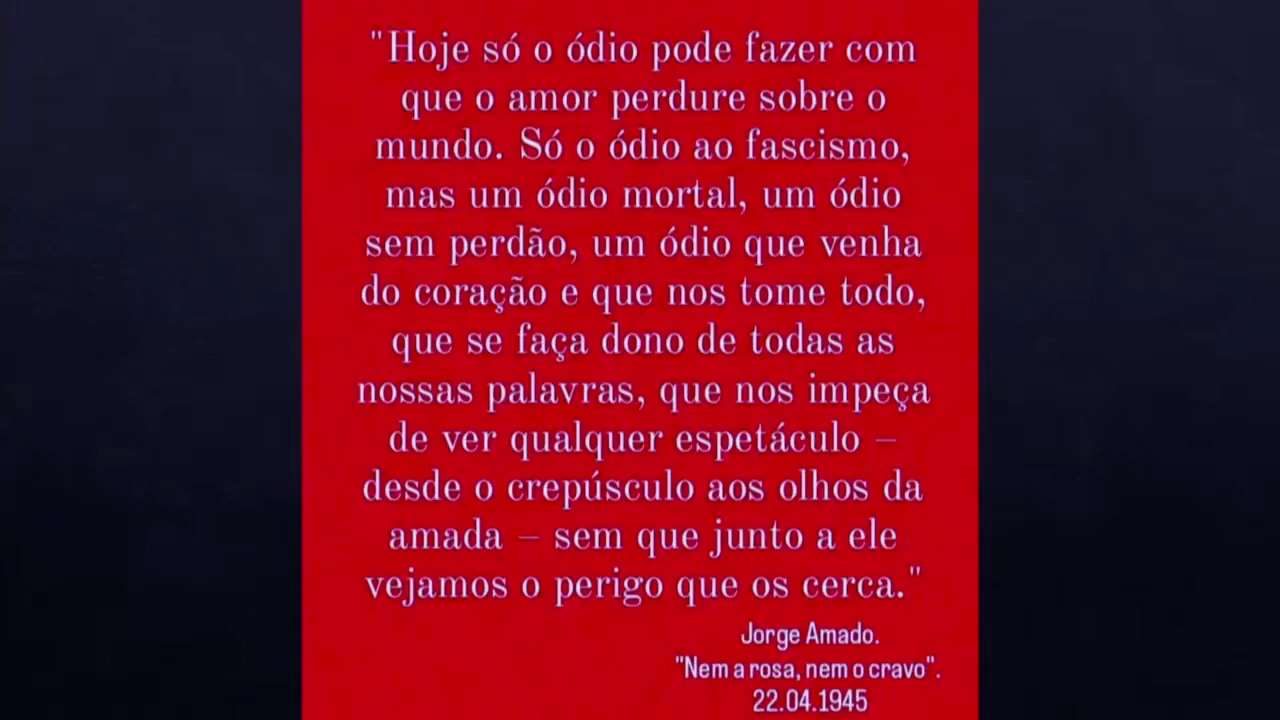 "Hoje só o ódio pode fazer com
que o amor perdure sobre o
mundo. Só o ódio ao fascismo,
mas um ódio mortal, um ódio
sem perdão, um ódio que venha
do coração e que nos tome todo,
que se faça dono de todas as
nossas palavras, que nos impeça
de ver qualquer espetáculo –
desde o crepúsculo aos olhos da
amada – sem que junto a ele
vejamos o perigo que os cerca."
Jorge Amado.
"Nem a rosa, nem o cravo".
22.04.1945